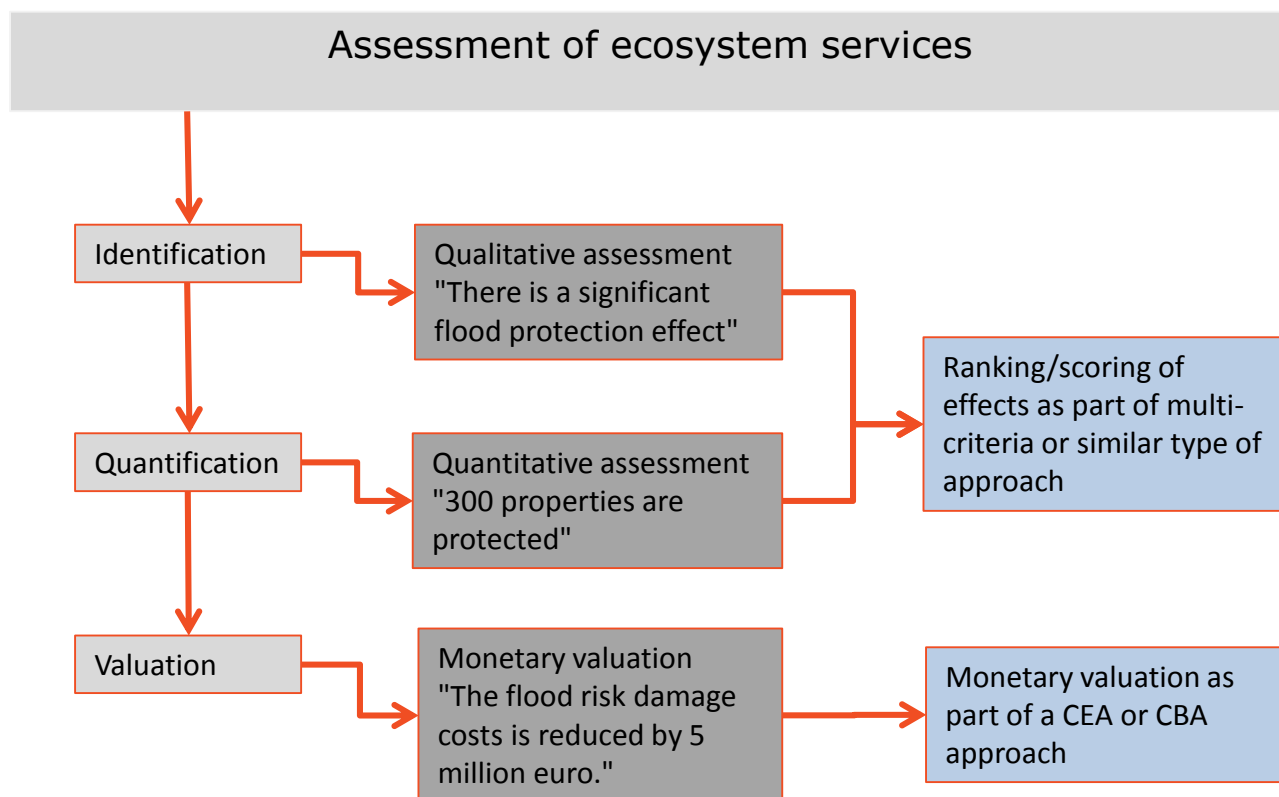 Assessment of ecosystem services
Identification
Qualitative assessment
"There is a significant
flood protection effect"
Quantification
Quantitative assessment
"300 properties are
protected"
Ranking/scoring of
effects as part of multi-
criteria or similar type of
approach
Valuation
Monetary valuation
"The flood risk damage
costs is reduced by 5
million euro."
Monetary valuation as
part of a CEA or CBA
approach